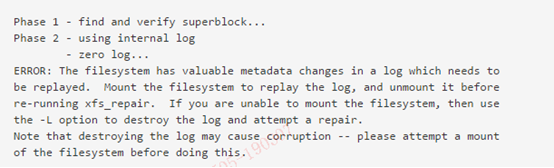 Phase 1 - find and verify superblock...
Phase 2 - using internal log
        - zero log...
ERROR: The filesystem has valuable metadata changes in a log which needs to
be replayed.  Mount the filesystem to replay the log, and unmount it before
re-running xfs_repair.  If you are unable to mount the filesystem, then use
the -L option to destroy the log and attempt a repair.
Note that destroying the log may cause corruption -- please attempt a mount
of the filesystem before doing this.